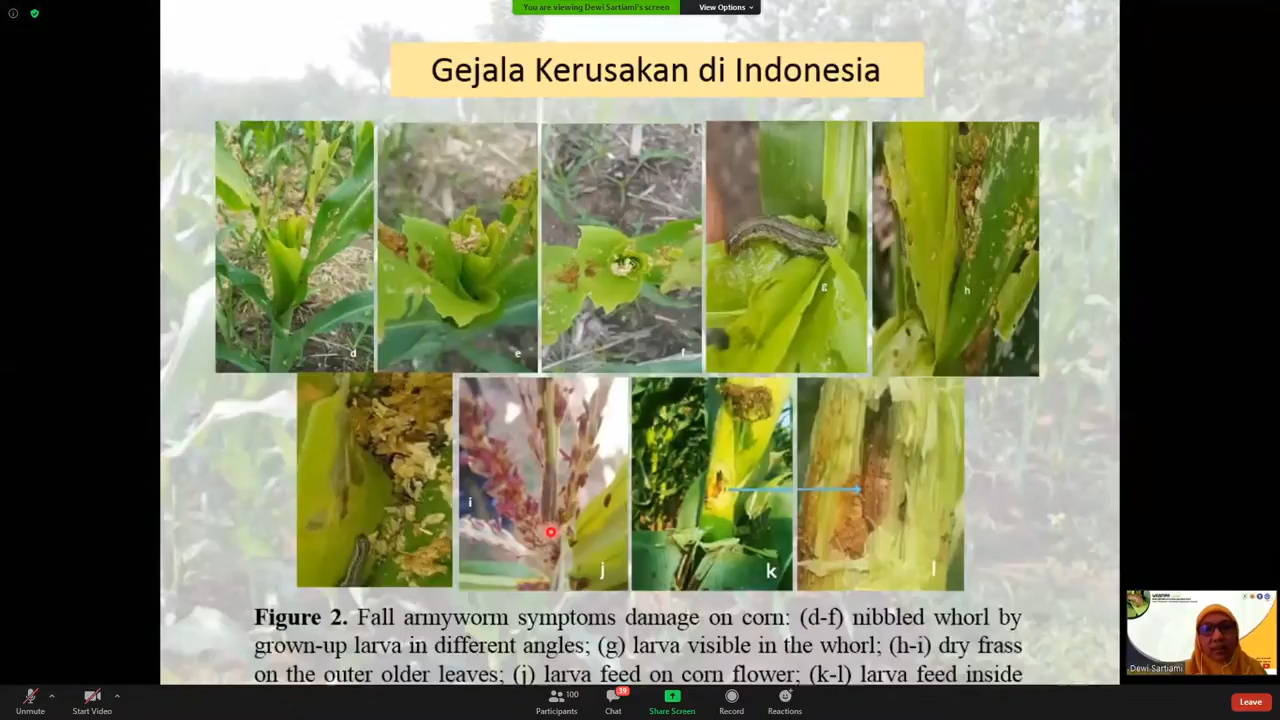 You are viewing Dewi Sartiami's screen
View Options
Gejala Kerusakan di Indonesia
d
e
f
g
h
i
j
k
l
Figure 2. Fall armyworm symptoms damage on corn: (d-f) nibbled whorl by
grown-up larva in different angles; (g) larva visible in the whorl; (h-i) dry frass
on the outer older leaves; (j) larva feed on corn flower; (k-l) larva feed inside
Dewi Sartiami
Unmute
Start Video
Participants
100
Chat
39
Share Screen
Record
Reactions
Leave